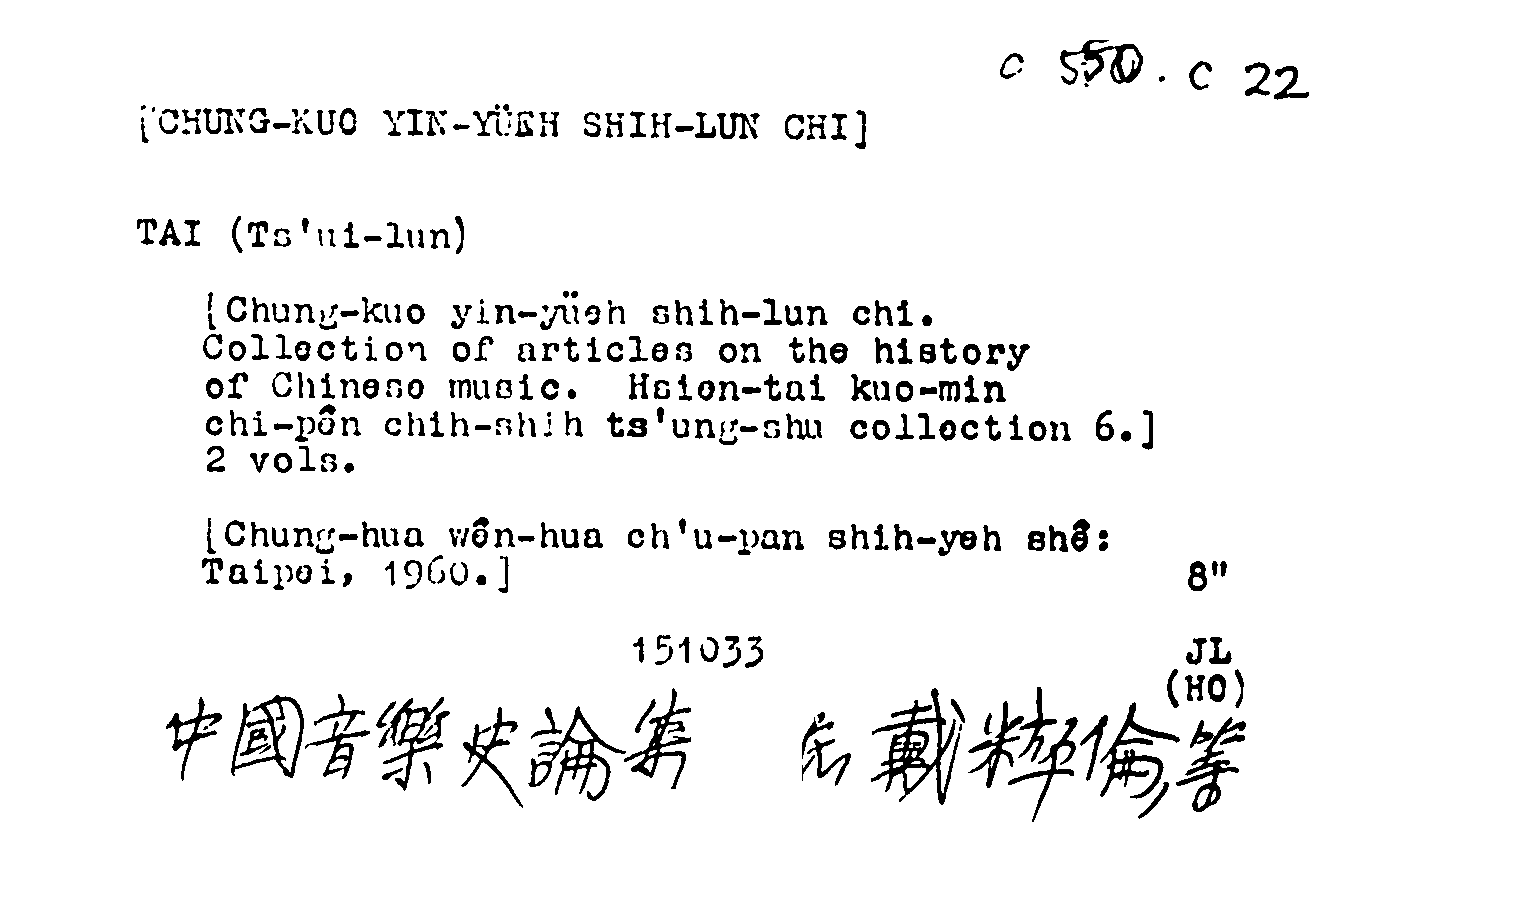 C 550. C 22
[CHUNG-KUO YIN-YÜEH SHIH-LUN CHI]
TAI (Ts'ui-lun)
[Chung-kuo yin-yüeh shih-lun chi.
Collection of articles on the history
of Chinese music. Hsien-tai kuo-min
chi-pên chih-shih ts'ung-shu collection 6.]
2 vols.
[Chung-hua wên-hua ch'u-pan shih-yeh shê:
Taipei, 1960.]
8"
151033
JL
(HO)
中國音樂史論集 戴粹倫等